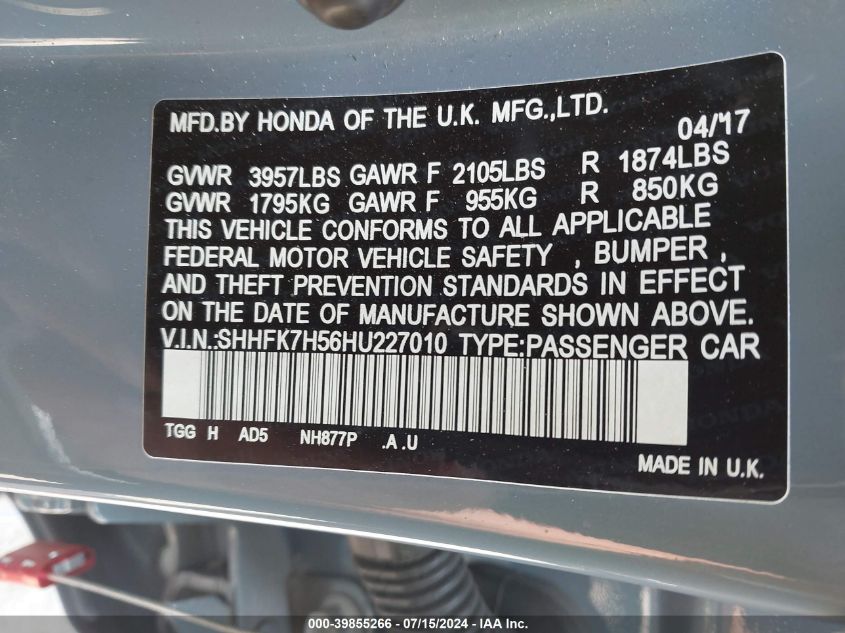 MFD.BY HONDA OF THE U.K. MFG.,LTD.
04/17
GVWR 3957LBS GAWR F 2105LBS R 1874LBS
GVWR 1795KG GAWR F 955KG R 850KG
THIS VEHICLE CONFORMS TO ALL APPLICABLE
FEDERAL MOTOR VEHICLE SAFETY , BUMPER ,
AND THEFT PREVENTION STANDARDS IN EFFECT
ON THE DATE OF MANUFACTURE SHOWN ABOVE.
V.I.N.:SHHFK7H56HU227010 TYPE:PASSENGER CAR
TGG H AD5 NH877P .A .U
MADE IN U.K.
000-39855266 - 07/15/2024 - IAA Inc.